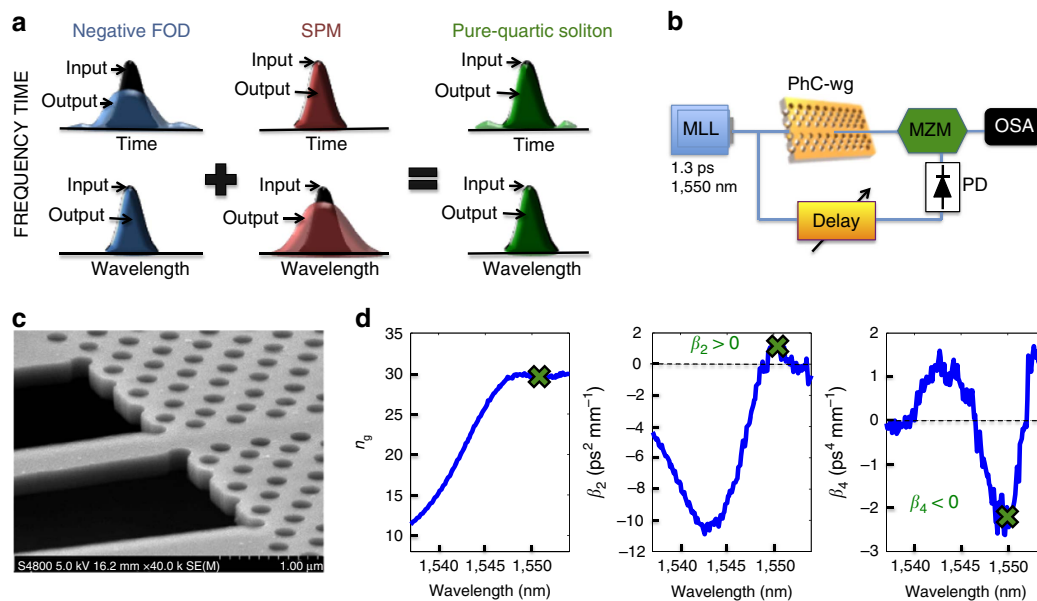 a
Negative FOD
SPM
Pure-quartic soliton
FREQUENCY TIME
Input
Output
Time
Input
Output
Time
Input
Output
Time
Input
Output
Wavelength
Input
Output
Wavelength
Input
Output
Wavelength
b
PhC-wg
MLL
MZM
OSA
1.3 ps
1,550 nm
PD
Delay
c
S4800 5.0 kV 16.2 mm ×40.0 k SE(M)
1.00 μm
d
35
30
25
20
15
10
n_g
1,540
1,545
1,550
Wavelength (nm)
2
0
−2
−4
−6
−8
−10
−12
β₂ (ps² mm⁻¹)
β₂ > 0
1,540
1,545
1,550
Wavelength (nm)
2
1
0
−1
−2
−3
β₄ (ps⁴ mm⁻¹)
β₄ < 0
1,540
1,545
1,550
Wavelength (nm)